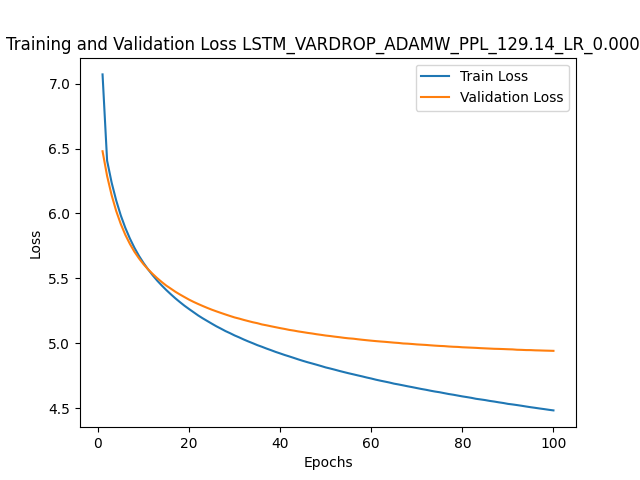 Training and Validation Loss LSTM_VARDROP_ADAMW_PPL_129.14_LR_0.000
Train Loss
Validation Loss
7.0
6.5
6.0
5.5
5.0
4.5
Loss
0 20 40 60 80 100
Epochs